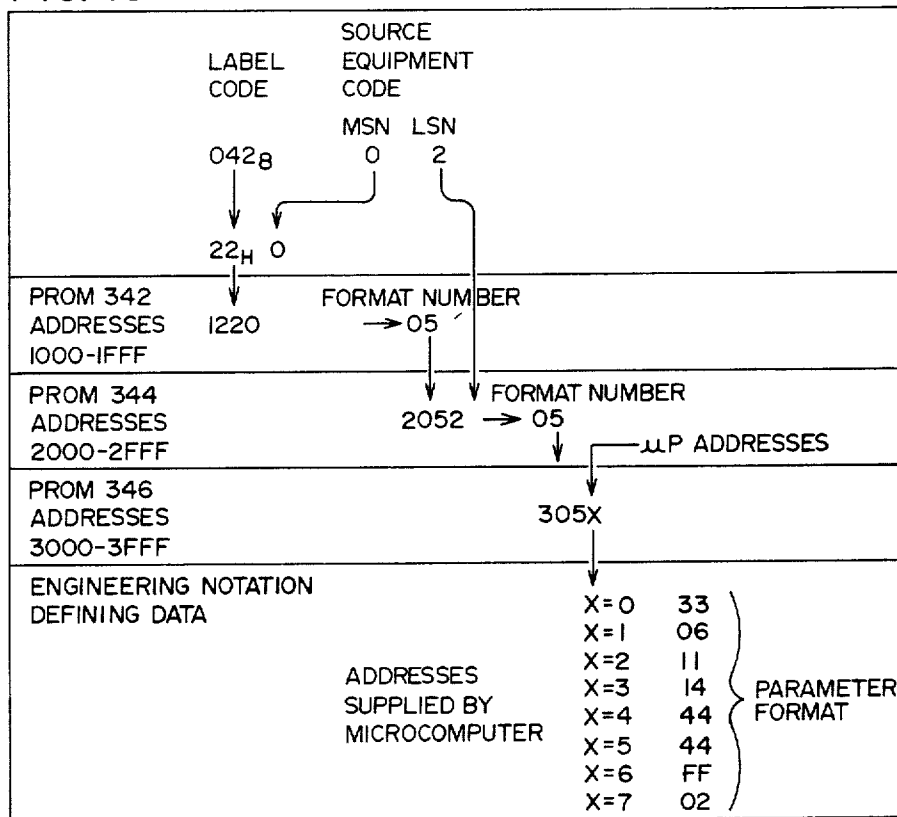 LABEL CODE
SOURCE EQUIPMENT CODE
MSN LSN
042₈ 0 2
22H 0
PROM 342 ADDRESSES 1000-1FFF
1220
FORMAT NUMBER
05
PROM 344 ADDRESSES 2000-2FFF
FORMAT NUMBER
2052 05
μP ADDRESSES
PROM 346 ADDRESSES 3000-3FFF
305X
ENGINEERING NOTATION DEFINING DATA
ADDRESSES SUPPLIED BY MICROCOMPUTER
X=0 33
X=1 06
X=2 11
X=3 14
X=4 44
X=5 44
X=6 FF
X=7 02
PARAMETER FORMAT